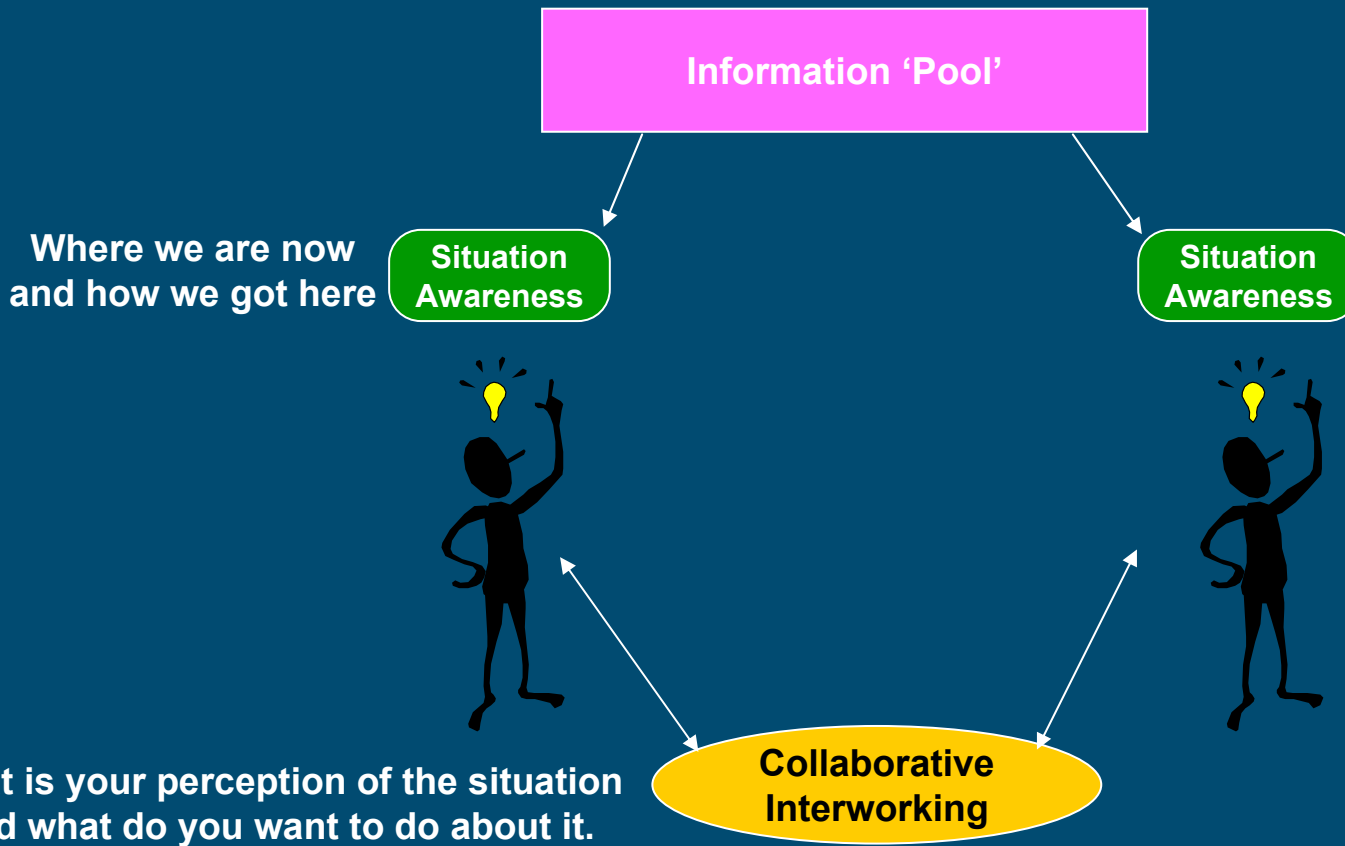 Information ‘Pool’
Where we are now
and how we got here
Situation
Awareness
Situation
Awareness
is your perception of the situation
what do you want to do about it.
Collaborative
Interworking